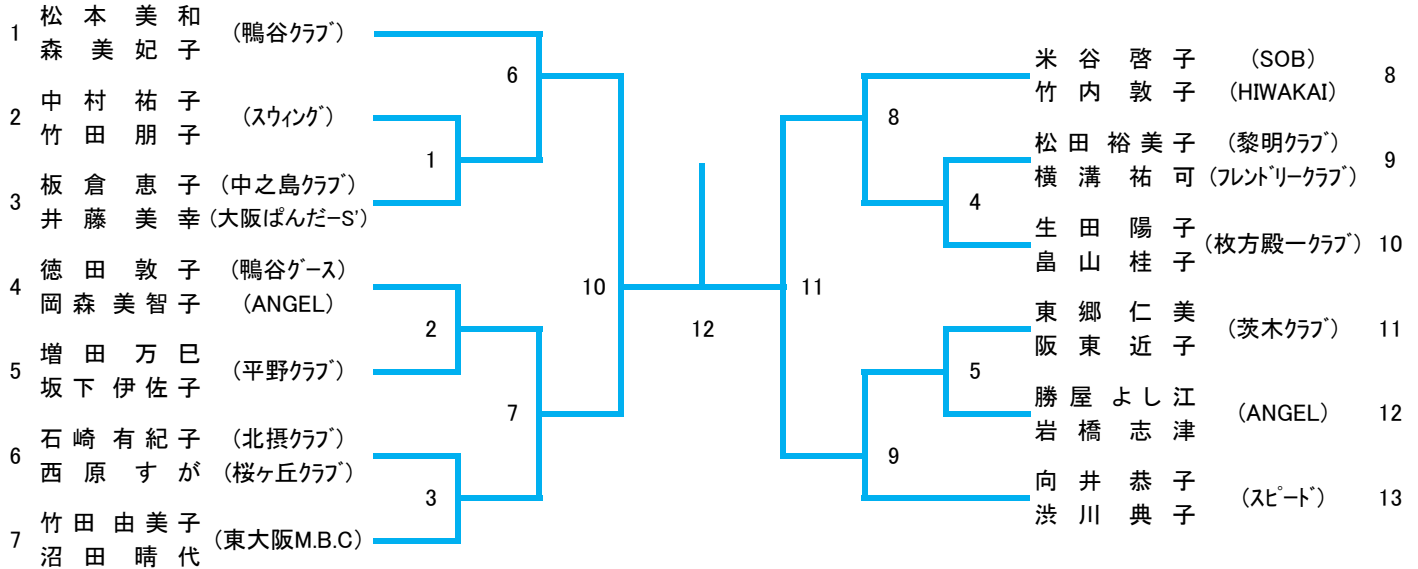 1 松本美和 (鴨谷クラブ)
森美妃子
6
2 中村祐子 (スウィング)
竹田朋子
1
3 板倉恵子 (中之島クラブ)
井藤美幸 (大阪ぱんだーS')
4 徳田敦子 (鴨谷グース)
岡森美智子 (ANGEL)
10
2
5 増田万巳 (平野クラブ)
坂下伊佐子
7
6 石崎有紀子 (北摂クラブ)
西原すが (桜ヶ丘クラブ)
3
7 竹田由美子 (東大阪M.B.C)
沼田晴代
12
米谷啓子 (SOB) 8
竹内敦子 (HIWAKAI)
8
松田裕美子 (黎明クラブ) 9
横溝祐可 (フレンドリークラブ)
4
生田陽子 (枚方殿一クラブ) 10
畠山桂子
11
東郷仁美 (茨木クラブ) 11
阪東近子
5
勝屋よし江 (ANGEL) 12
岩橋志津
9
向井恭子 (スピード) 13
渋川典子